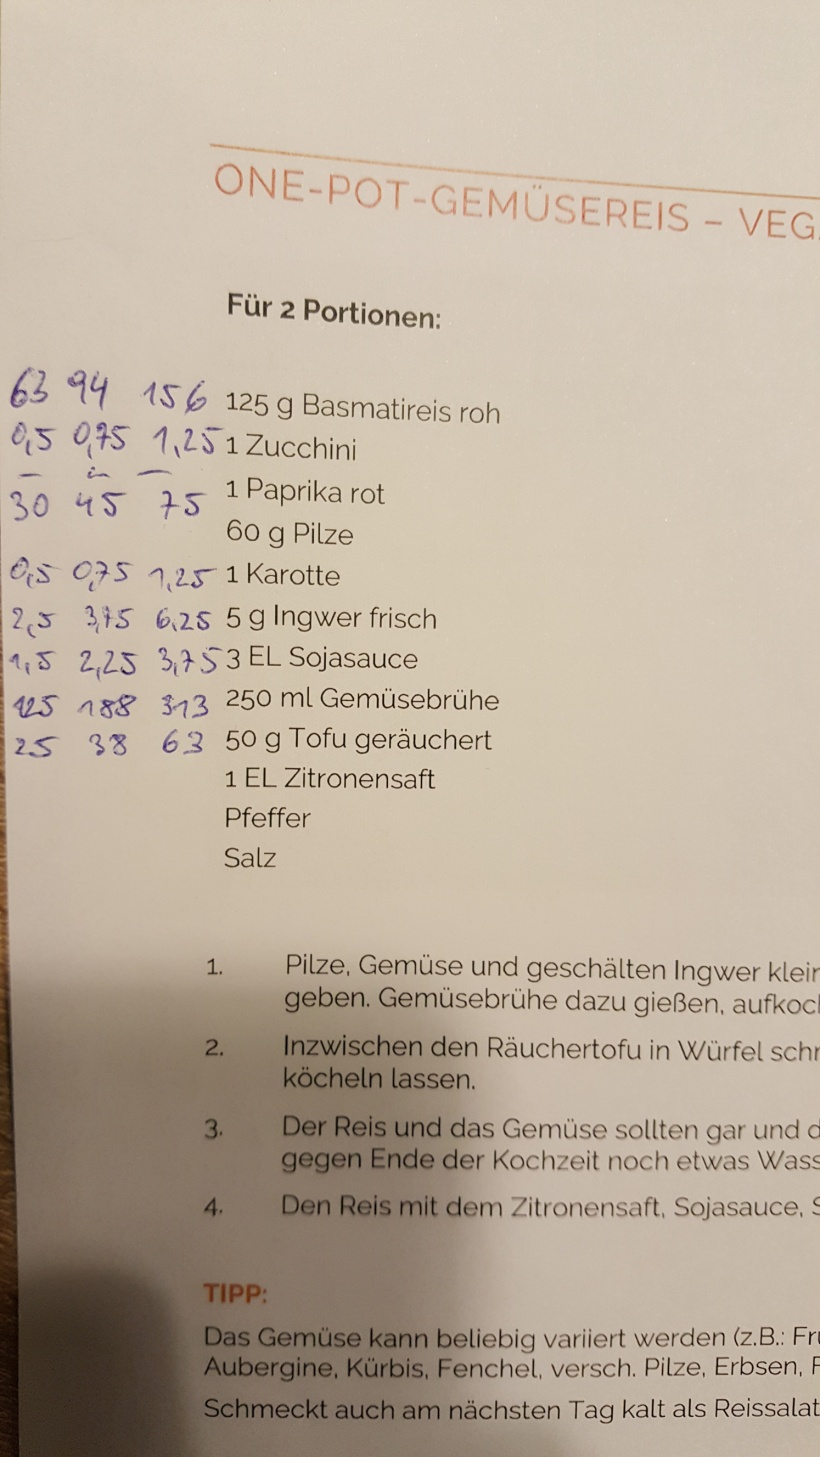 ONE-POT-GEMÜSEREIS – VEG
Für 2 Portionen:
63 94 156 125 g Basmatireis roh
0,5 0,75 1,25 1 Zucchini
— — — 1 Paprika rot
30 45 75 60 g Pilze
0,5 0,75 1,25 1 Karotte
2,5 3,75 6,25 5 g Ingwer frisch
1,5 2,25 3,75 3 EL Sojasauce
125 188 313 250 ml Gemüsebrühe
25 38 63 50 g Tofu geräuchert
1 EL Zitronensaft
Pfeffer
Salz
1. Pilze, Gemüse und geschälten Ingwer klein
geben. Gemüsebrühe dazu gießen, aufkoch
2. Inzwischen den Räuchertofu in Würfel schn
köcheln lassen.
3. Der Reis und das Gemüse sollten gar und d
gegen Ende der Kochzeit noch etwas Wass
4. Den Reis mit dem Zitronensaft, Sojasauce, S
TIPP:
Das Gemüse kann beliebig variiert werden (z.B.: Fru
Aubergine, Kürbis, Fenchel, versch. Pilze, Erbsen, F
Schmeckt auch am nächsten Tag kalt als Reissalat